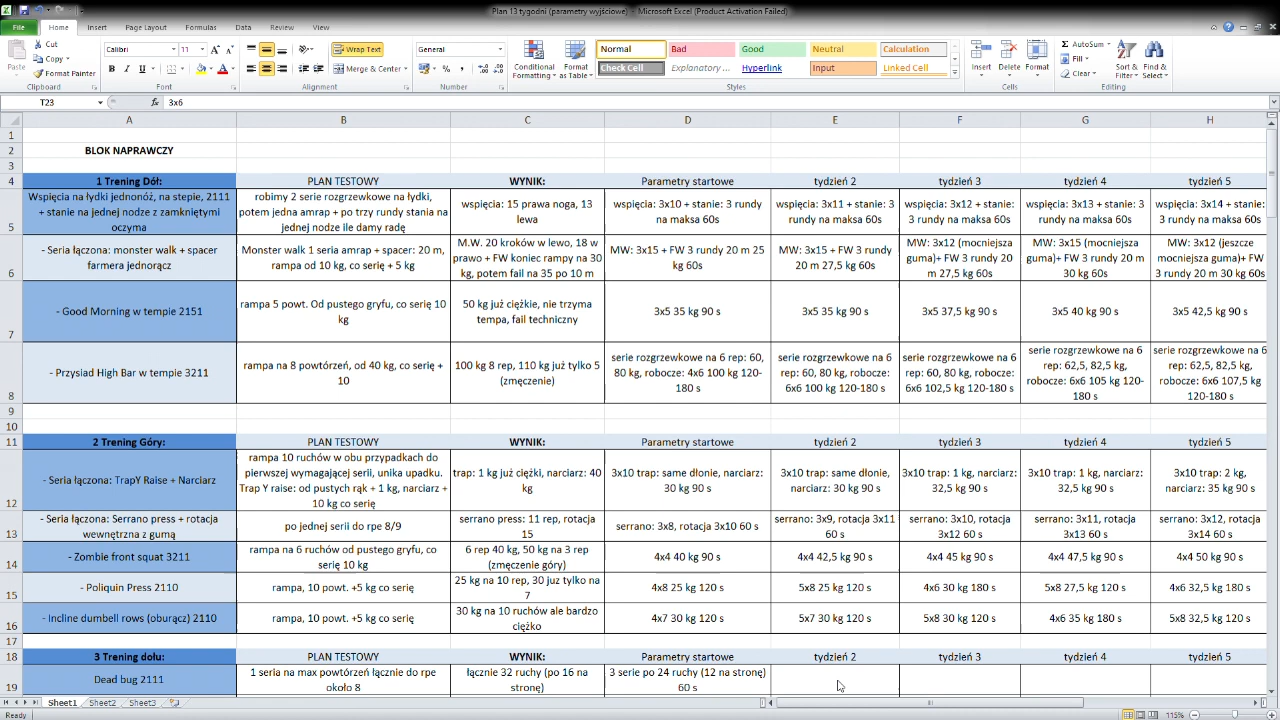 Plan 13 tygodni (parametry wyjściowe) - Microsoft Excel (Product Activation Failed)
File Home Insert Page Layout Formulas Data Review View
Cut
Copy
Format Painter
Paste
Clipboard
Calibri 11
B I U
Font
Wrap Text
Merge & Center
Alignment
General
Number
Conditional Formatting
Format as Table
Normal Bad Good Neutral Calculation
Check Cell Explanatory ... Hyperlink Input Linked Cell
Styles
Insert Delete Format
Cells
AutoSum
Fill
Clear
Sort & Filter
Find & Select
Editing
T23 fx 3x6
A B C D E F G H
1
2 BLOK NAPRAWCZY
3
4 1 Trening Dół: PLAN TESTOWY WYNIK: Parametry startowe tydzień 2 tydzień 3 tydzień 4 tydzień 5
5
Wspięcia na łydki jednonóż, na stepie, 2111
+ stanie na jednej nodze z zamkniętymi
oczyma
robimy 2 serie rozgrzewkowe na łydki,
potem jedna amrap + po trzy rundy stania na
jednej nodze ile damy radę
wspięcia: 15 prawa noga, 13
lewa
wspięcia: 3x10 + stanie: 3 rundy
na maksa 60s
wspięcia: 3x11 + stanie: 3
rundy na maksa 60s
wspięcia: 3x12 + stanie:
3 rundy na maksa 60s
wspięcia: 3x13 + stanie:
3 rundy na maksa 60s
wspięcia: 3x14 + stanie:
3 rundy na maksa 60s
6
- Seria łączona: monster walk + spacer
farmera jednorącz
Monster walk 1 seria amrap + spacer: 20 m,
rampa od 10 kg, co serię + 5 kg
M.W. 20 kroków w lewo, 18 w
prawo + FW koniec rampy na 30
kg, potem fail na 35 po 10 m
MW: 3x15 + FW 3 rundy 20 m 25
kg 60s
MW: 3x15 + FW 3 rundy
20 m 27,5 kg 60s
MW: 3x12 (mocniejsza
guma)+ FW 3 rundy 20
m 27,5 kg 60s
MW: 3x15 (mocniejsza
guma)+ FW 3 rundy 20 m
30 kg 60s
MW: 3x12 (jeszcze
mocniejsza guma)+ FW
3 rundy 20 m 30 kg 60s
7
- Good Morning w tempie 2151
rampa 5 powt. Od pustego gryfu, co serię 10
kg
50 kg już ciężkie, nie trzyma
tempa, fail techniczny
3x5 35 kg 90 s
3x5 35 kg 90 s
3x5 37,5 kg 90 s
3x5 40 kg 90 s
3x5 42,5 kg 90 s
8
- Przysiad High Bar w tempie 3211
rampa na 8 powtórzeń, od 40 kg, co serię +
10
100 kg 8 rep, 110 kg już tylko 5
(zmęczenie)
serie rozgrzewkowe na 6 rep: 60,
80 kg, robocze: 4x6 100 kg 120-
180 s
serie rozgrzewkowe na 6
rep: 60, 80 kg, robocze:
6x6 100 kg 120-180 s
serie rozgrzewkowe na 6
rep: 60, 80 kg, robocze:
6x6 102,5 kg 120-180 s
serie rozgrzewkowe na 6
rep: 62,5, 82,5 kg,
robocze: 6x6 105 kg 120-
180 s
serie rozgrzewkowe na 6
rep: 62,5, 82,5 kg,
robocze: 6x6 107,5 kg
120-180 s
9
10
11 2 Trening Góry: PLAN TESTOWY WYNIK: Parametry startowe tydzień 2 tydzień 3 tydzień 4 tydzień 5
12
- Seria łączona: TrapY Raise + Narciarz
rampa 10 ruchów w obu przypadkach do
pierwszej wymagającej serii, unika upadku.
Trap Y raise: od pustych rąk + 1 kg, narciarz +
10 kg co serię
trap: 1 kg już ciężki, narciarz: 40
kg
3x10 trap: same dłonie, narciarz:
30 kg 90 s
3x10 trap: same dłonie,
narciarz: 30 kg 90 s
3x10 trap: 1 kg, narciarz:
32,5 kg 90 s
3x10 trap: 1 kg, narciarz:
32,5 kg 90 s
3x10 trap: 2 kg,
narciarz: 35 kg 90 s
13
- Seria łączona: Serrano press + rotacja
wewnętrzna z gumą
po jednej serii do rpe 8/9
serrano press: 11 rep, rotacja
15
serrano: 3x8, rotacja 3x10 60 s
serrano: 3x9, rotacja 3x11
60 s
serrano: 3x10, rotacja
3x12 60 s
serrano: 3x11, rotacja
3x13 60 s
serrano: 3x12, rotacja
3x14 60 s
14
- Zombie front squat 3211
rampa na 6 ruchów od pustego gryfu, co
serię 10 kg
6 rep 40 kg, 50 kg na 3 rep
(zmęczenie góry)
4x4 40 kg 90 s
4x4 42,5 kg 90 s
4x4 45 kg 90 s
4x4 47,5 kg 90 s
4x4 50 kg 90 s
15
- Poliquin Press 2110
rampa, 10 powt. +5 kg co serię
25 kg na 10 rep, 30 juz tylko na
7
4x8 25 kg 120 s
5x8 25 kg 120 s
4x6 30 kg 180 s
5x8 27,5 kg 120 s
4x6 32,5 kg 180 s
16
- Incline dumbell rows (oburącz) 2110
rampa, 10 powt. +5 kg co serię
30 kg na 10 ruchów ale bardzo
ciężko
4x7 30 kg 120 s
5x7 30 kg 120 s
5x8 30 kg 120 s
4x6 35 kg 180 s
5x8 32,5 kg 120 s
17
18 3 Trening dołu: PLAN TESTOWY WYNIK: Parametry startowe tydzień 2 tydzień 3 tydzień 4 tydzień 5
19
Dead bug 2111
1 seria na max powtórzeń łącznie do rpe
około 8
łącznie 32 ruchy (po 16 na
stronę)
3 serie po 24 ruchy (12 na stronę)
60 s
Sheet1 Sheet2 Sheet3
Ready 115%